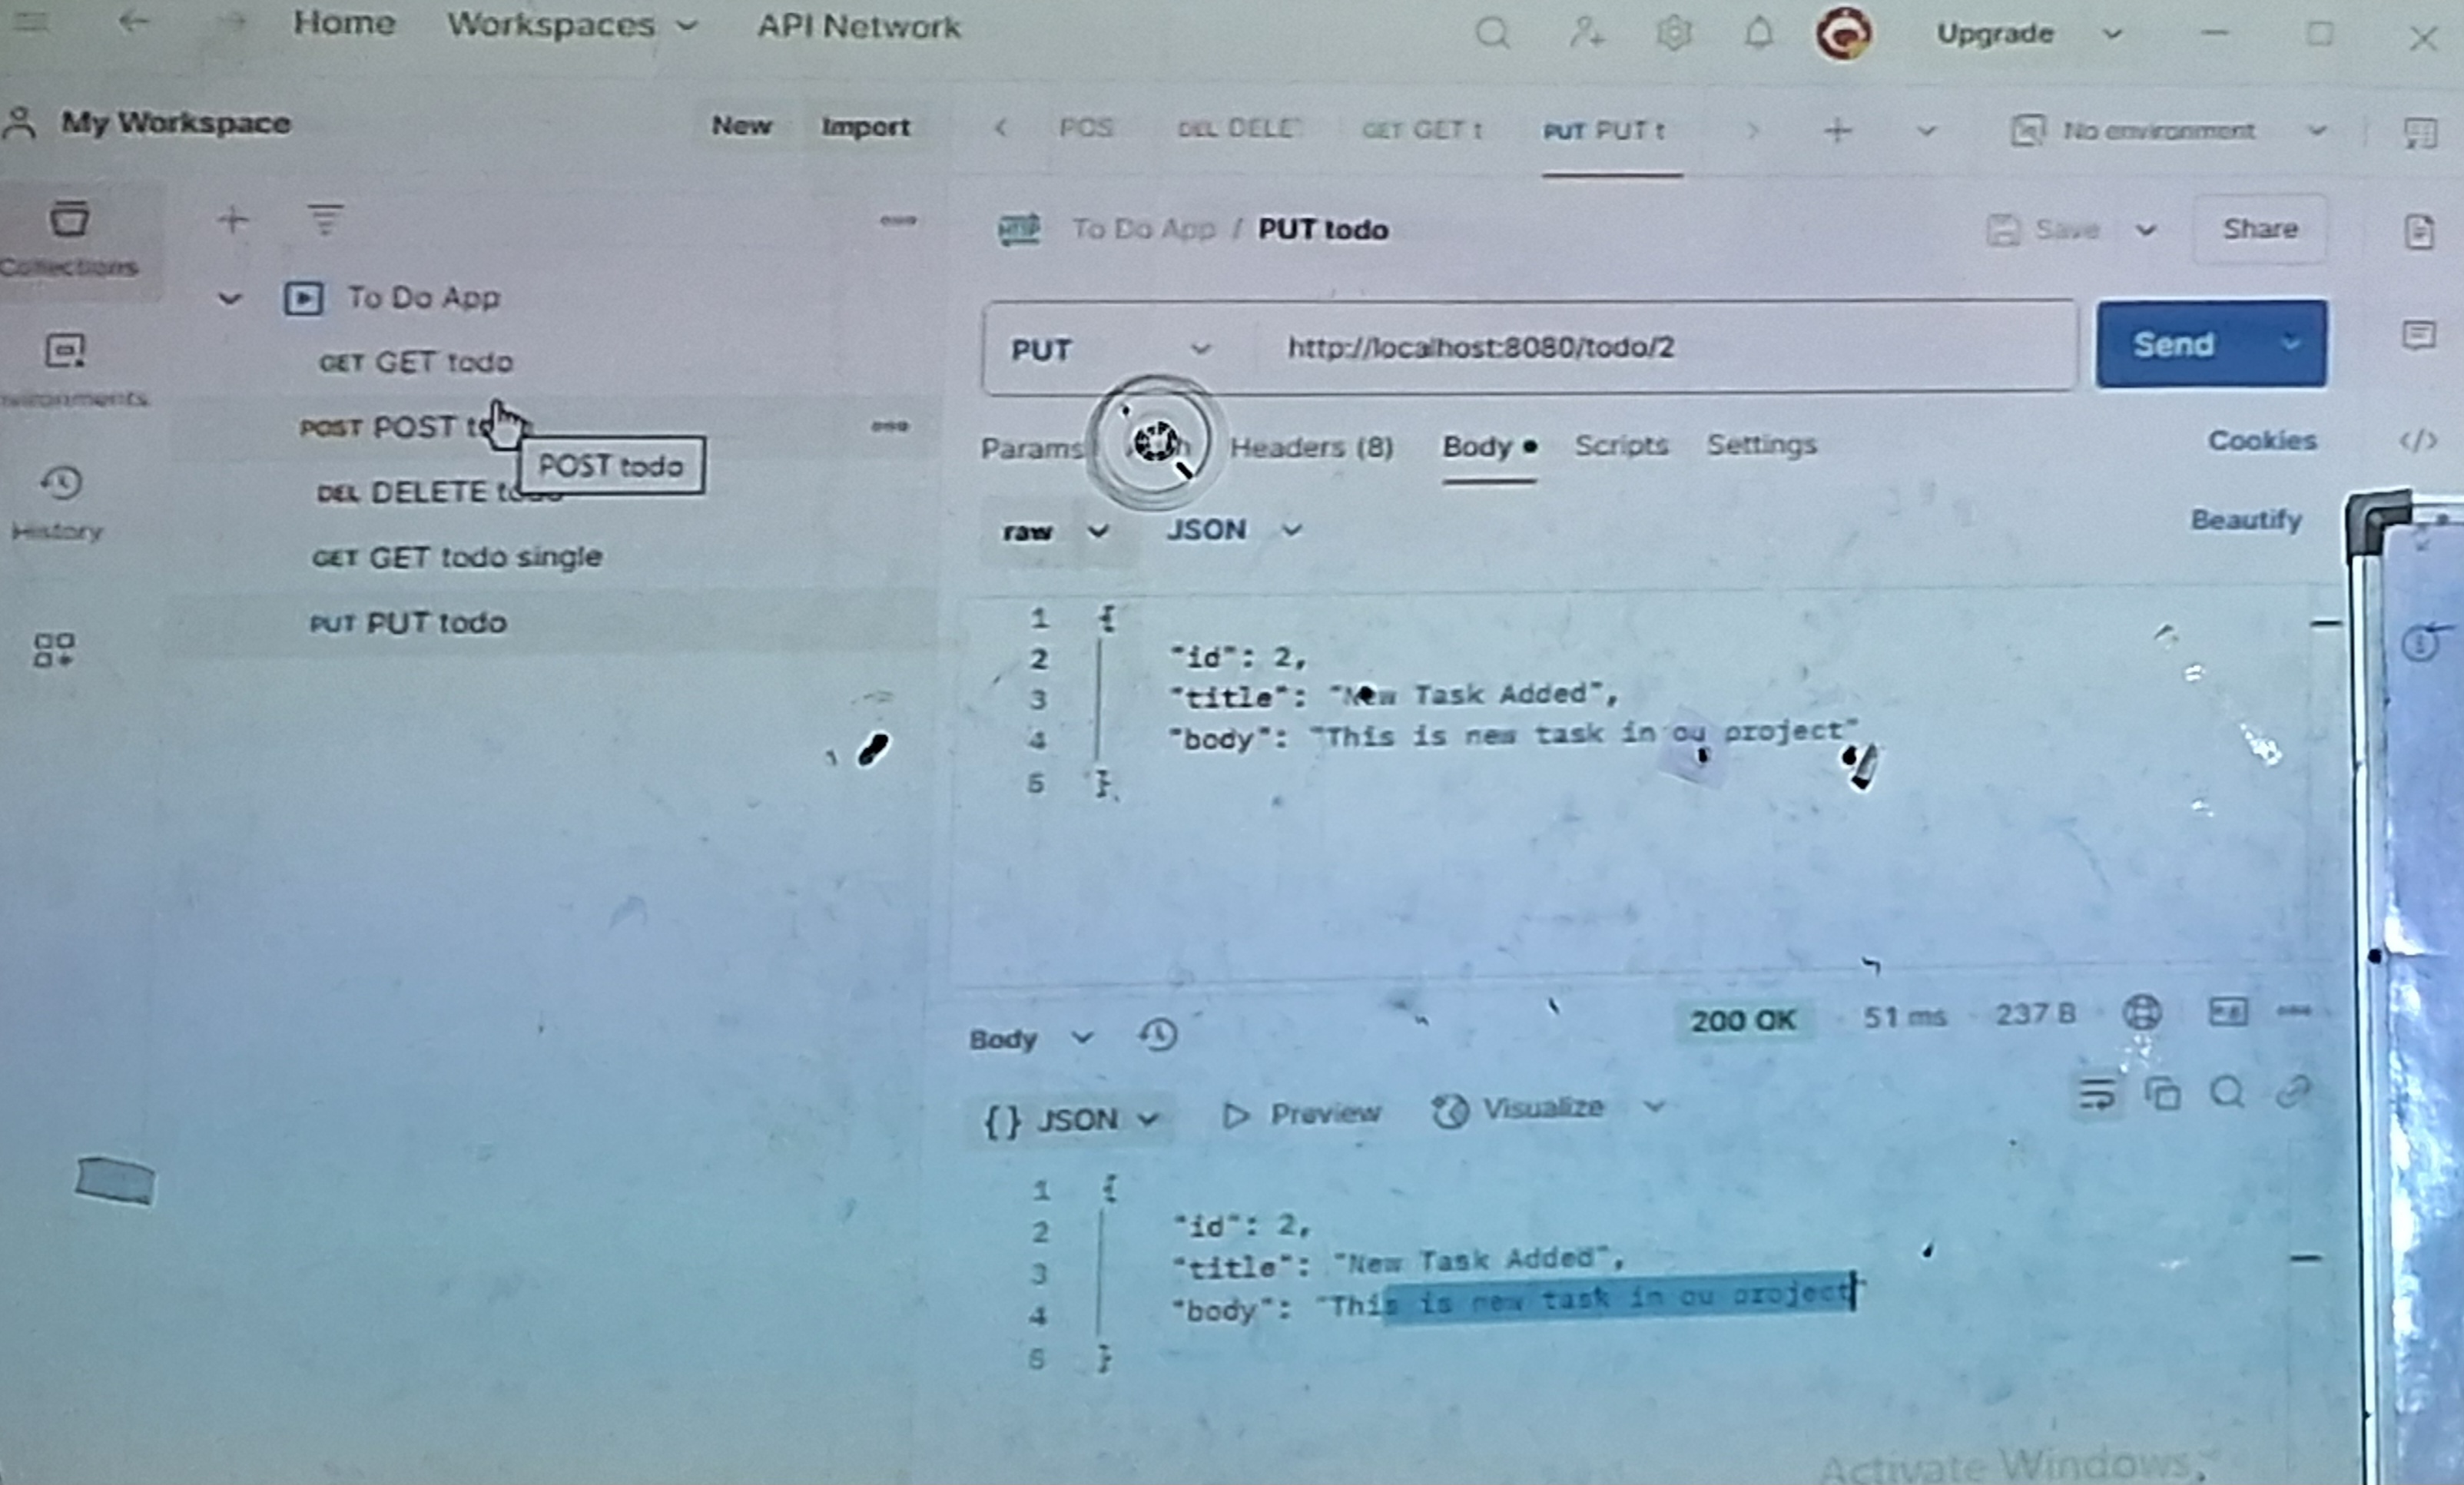 Home Workspaces API Network Upgrade
My Workspace New Import POS DEL DELE GET GET t PUT PUT t No environment
Collections
To Do App
GET GET todo
POST POST
POST todo
DEL DELETE
GET GET todo single
PUT PUT todo
History
To Do App / PUT todo Save Share
PUT http://localhost:8080/todo/2 Send
Params Headers (8) Body Scripts Settings Cookies
raw JSON Beautify
1 {
2 "id": 2,
3 "title": "New Task Added",
4 "body": "This is new task in ou project"
5 }
Body 200 OK 51 ms 237 B
{} JSON Preview Visualize
1 {
2 "id": 2,
3 "title": "New Task Added",
4 "body": "This is new task in ou project"
5 }
Activate Windows